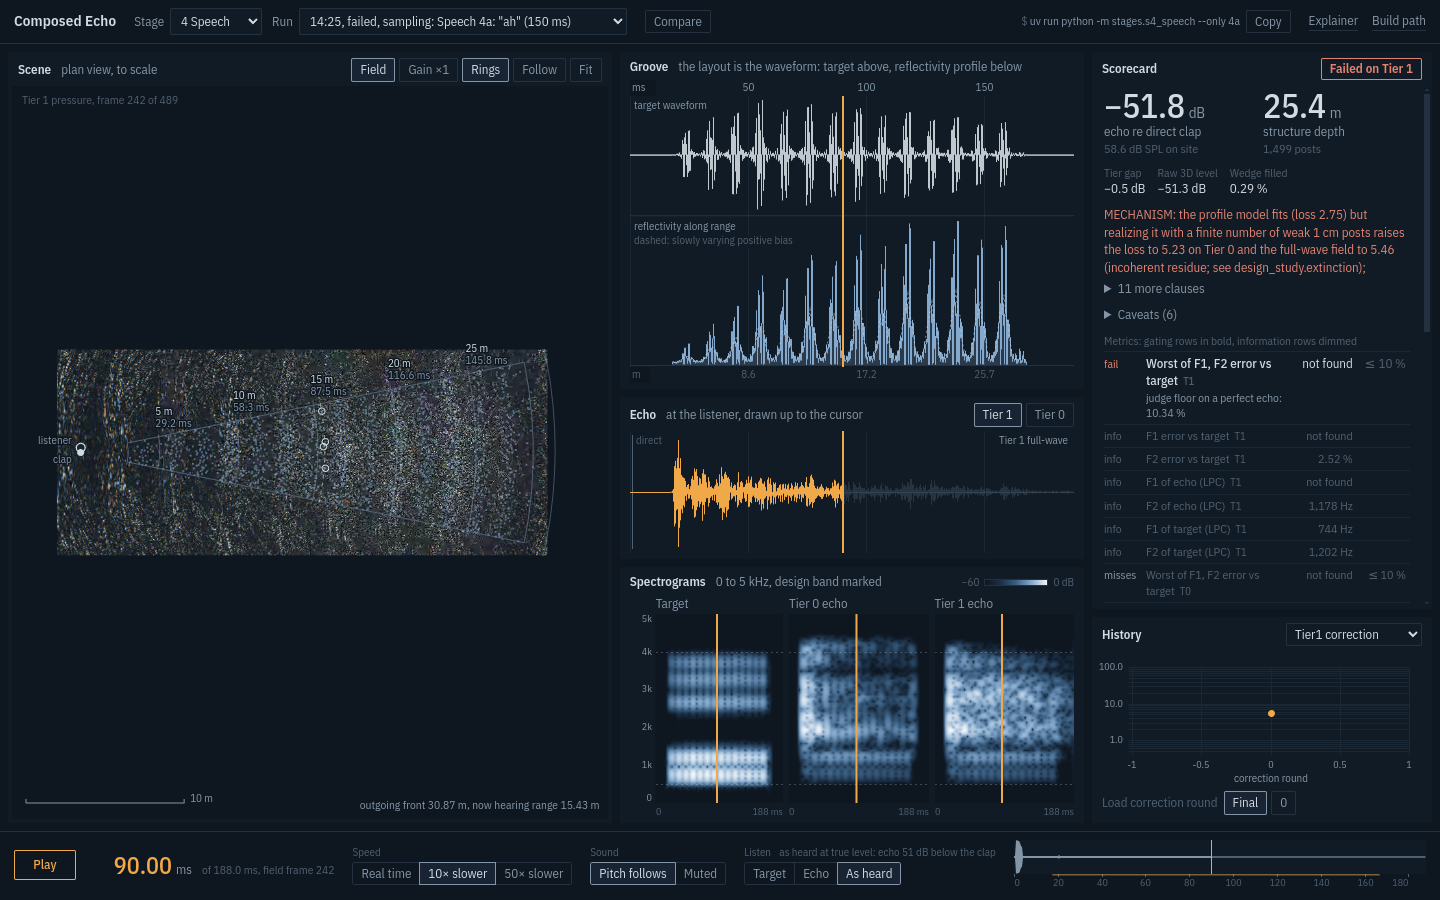 Composed Echo
Stage 4 Speech Run 14:25, failed, sampling: Speech 4a: "ah" (150 ms) Compare
$ uv run python -m stages.s4_speech --only 4a Copy Explainer Build path
Scene plan view, to scale
Field Gain ×1 Rings Follow Fit
Tier 1 pressure, frame 242 of 489
25 m
145.8 ms
20 m
116.6 ms
15 m
87.5 ms
10 m
58.3 ms
5 m
29.2 ms
listener
clap
10 m
outgoing front 30.87 m, now hearing range 15.43 m
Groove the layout is the waveform: target above, reflectivity profile below
ms 50 100 150
target waveform
reflectivity along range
dashed: slowly varying positive bias
m 8.6 17.2 25.7
Echo at the listener, drawn up to the cursor
Tier 1 Tier 0
direct
Tier 1 full-wave
Spectrograms 0 to 5 kHz, design band marked
−60 0 dB
Target Tier 0 echo Tier 1 echo
5k
4k
3k
2k
1k
0
0 188 ms 0 188 ms 0 188 ms
Scorecard Failed on Tier 1
−51.8 dB 25.4 m
echo re direct clap structure depth
58.6 dB SPL on site 1,499 posts
Tier gap Raw 3D level Wedge filled
−0.5 dB −51.3 dB 0.29 %
MECHANISM: the profile model fits (loss 2.75) but
realizing it with a finite number of weak 1 cm posts raises
the loss to 5.23 on Tier 0 and the full-wave field to 5.46
(incoherent residue; see design_study.extinction);
11 more clauses
Caveats (6)
Metrics: gating rows in bold, information rows dimmed
fail Worst of F1, F2 error vs not found ≤ 10 %
target T1
judge floor on a perfect echo:
10.34 %
info F1 error vs target T1 not found
info F2 error vs target T1 2.52 %
info F1 of echo (LPC) T1 not found
info F2 of echo (LPC) T1 1,178 Hz
info F1 of target (LPC) T1 744 Hz
info F2 of target (LPC) T1 1,202 Hz
misses Worst of F1, F2 error vs not found ≤ 10 %
target T0
History Tier1 correction
100.0
10.0
1.0
-1 -0.5 0 0.5 1
correction round
Load correction round Final 0
Play
90.00 ms of 188.0 ms, field frame 242
Speed
Real time 10× slower 50× slower
Sound
Pitch follows Muted
Listen as heard at true level: echo 51 dB below the clap
Target Echo As heard
0 20 40 60 80 100 120 140 160 180